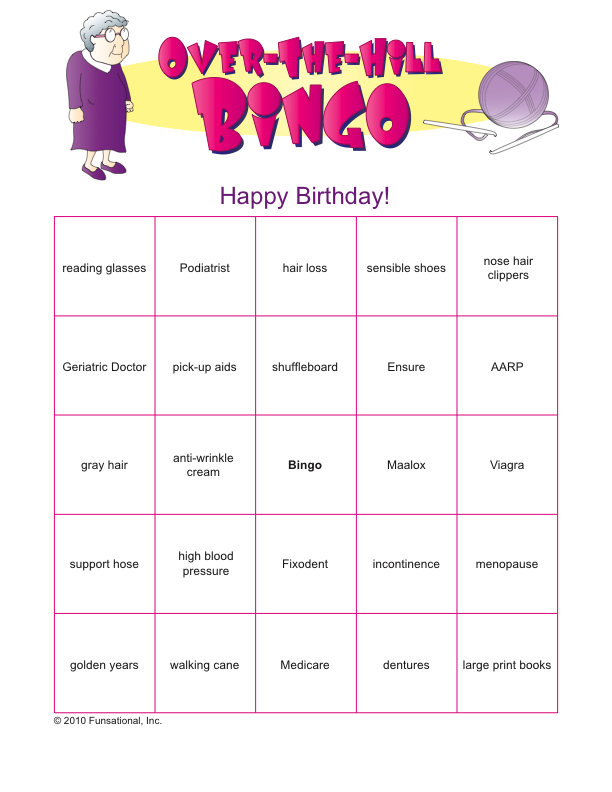 OVER-THE-HiLL
BiNGO
Happy Birthday!
reading glasses
Podiatrist
hair loss
sensible shoes
nose hair
clippers
Geriatric Doctor
pick-up aids
shuffleboard
Ensure
AARP
gray hair
anti-wrinkle
cream
Bingo
Maalox
Viagra
support hose
high blood
pressure
Fixodent
incontinence
menopause
golden years
walking cane
Medicare
dentures
large print books
© 2010 Funsational, Inc.